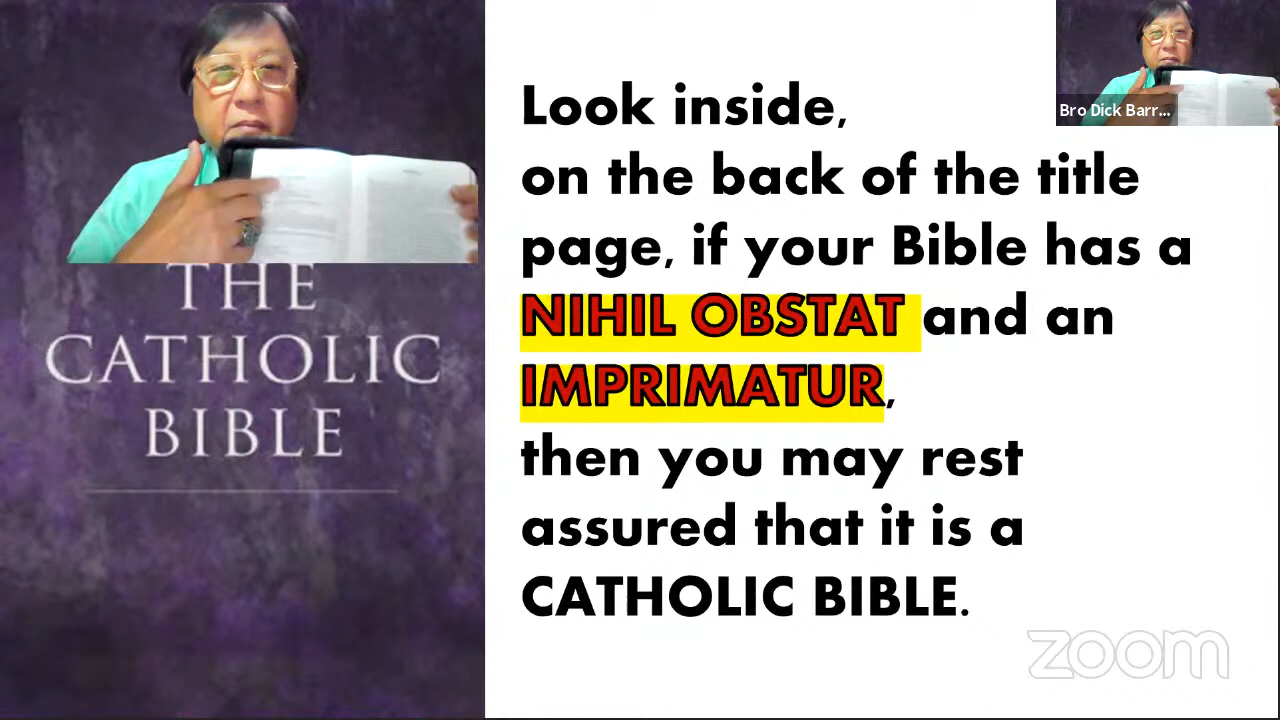 THE
CATHOLIC
BIBLE
Look inside,
on the back of the title
page, if your Bible has a
NIHIL OBSTAT and an
IMPRIMATUR,
then you may rest
assured that it is a
CATHOLIC BIBLE.
Bro Dick Barr...
zoom